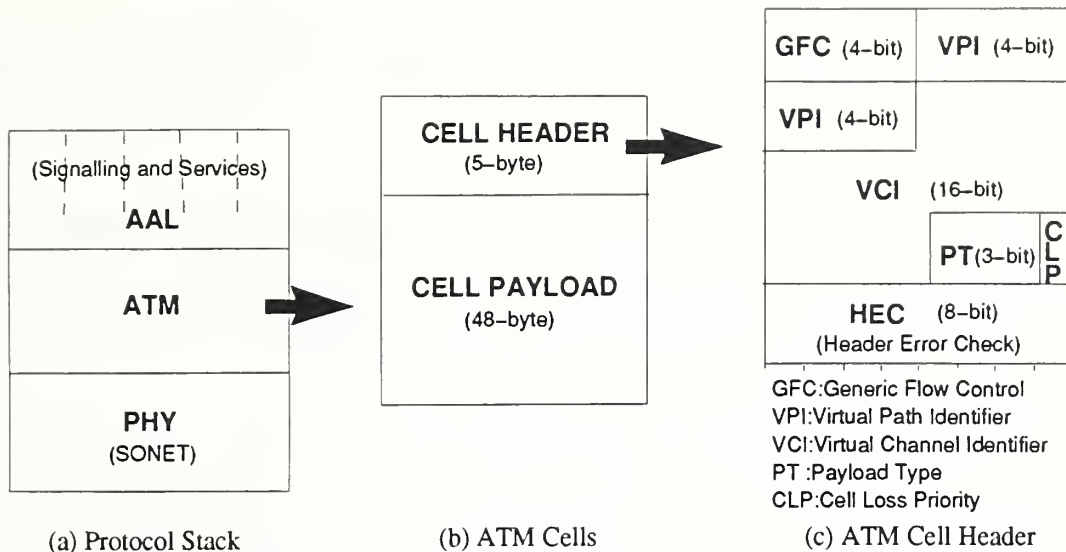 (Signalling and Services)
AAL
ATM
PHY
(SONET)
(a) Protocol Stack
CELL HEADER
(5-byte)
CELL PAYLOAD
(48-byte)
(b) ATM Cells
GFC (4-bit) VPI (4-bit)
VPI (4-bit)
VCI (16-bit)
PT(3-bit) CLP
HEC (8-bit)
(Header Error Check)
GFC:Generic Flow Control
VPI:Virtual Path Identifier
VCI:Virtual Channel Identifier
PT :Payload Type
CLP:Cell Loss Priority
(c) ATM Cell Header